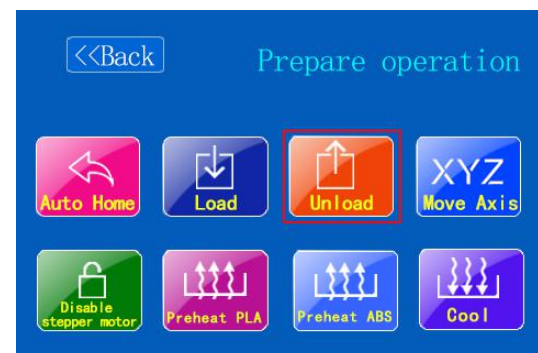 <<Back
Prepare operation
Auto Home
Load
Unload
XYZ
Move Axis
Disable
stepper motor
Preheat PLA
Preheat ABS
Cool